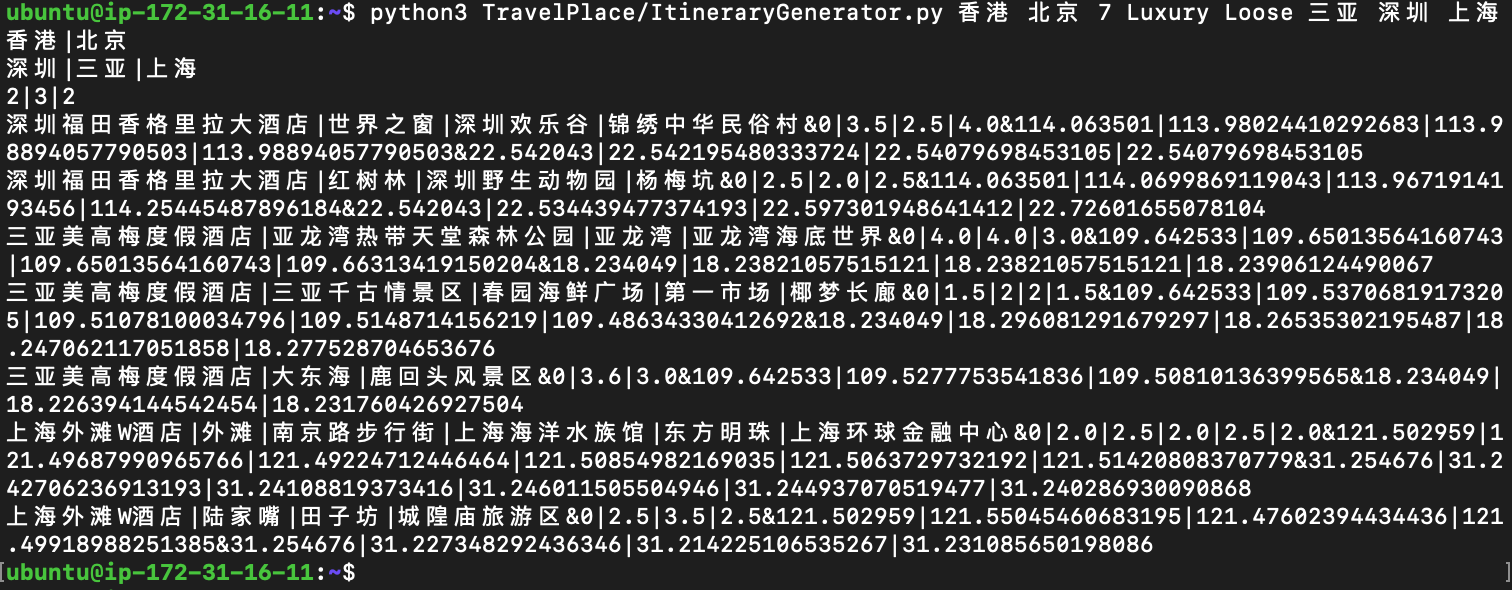 ubuntu@ip-172-31-16-11:~$ python3 TravelPlace/ItineraryGenerator.py 香港 北京 7 Luxury Loose 三亚 深圳 上海
香港|北京
深圳|三亚|上海
2|3|2
深圳福田香格里拉大酒店|世界之窗|深圳欢乐谷|锦绣中华民俗村&0|3.5|2.5|4.0&114.063501|113.98024410292683|113.9
8894057790503|113.98894057790503&22.542043|22.542195480333724|22.54079698453105|22.54079698453105
深圳福田香格里拉大酒店|红树林|深圳野生动物园|杨梅坑&0|2.5|2.0|2.5&114.063501|114.0699869119043|113.96719141
93456|114.25445487896184&22.542043|22.534439477374193|22.597301948641412|22.72601655078104
三亚美高梅度假酒店|亚龙湾热带天堂森林公园|亚龙湾|亚龙湾海底世界&0|4.0|4.0|3.0&109.642533|109.65013564160743
|109.65013564160743|109.66313419150204&18.234049|18.23821057515121|18.23821057515121|18.23906124490067
三亚美高梅度假酒店|三亚千古情景区|春园海鲜广场|第一市场|椰梦长廊&0|1.5|2|2|1.5&109.642533|109.5370681917320
5|109.51078100034796|109.5148714156219|109.48634330412692&18.234049|18.296081291679297|18.26535302195487|18
.247062117051858|18.277528704653676
三亚美高梅度假酒店|大东海|鹿回头风景区&0|3.6|3.0&109.642533|109.5277753541836|109.50810136399565&18.234049|
18.226394144542454|18.231760426927504
上海外滩W酒店|外滩|南京路步行街|上海海洋水族馆|东方明珠|上海环球金融中心&0|2.0|2.5|2.0|2.5|2.0&121.502959|1
21.49687990965766|121.49224712446464|121.50854982169035|121.5063729732192|121.51420808370779&31.254676|31.2
42706236913193|31.24108819373416|31.246011505504946|31.244937070519477|31.240286930090868
上海外滩W酒店|陆家嘴|田子坊|城隍庙旅游区&0|2.5|3.5|2.5&121.502959|121.55045460683195|121.47602394434436|121
.49918988251385&31.254676|31.227348292436346|31.214225106535267|31.231085650198086
[ubuntu@ip-172-31-16-11:~$ ]